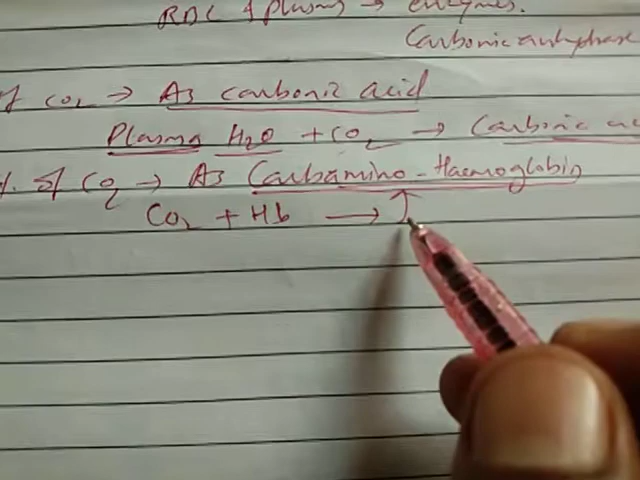 RBC & plasma → enzymes.
Carbonic anhydrase
of CO2 → As carbonic acid
Plasma H2O + CO2 → Carbonic ac
%. of CO2 → As Carbamino - Haemoglobin
CO2 + Hb → ↑